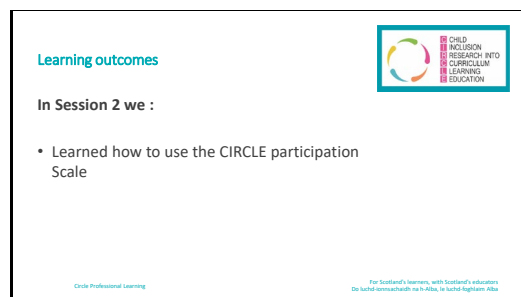 Learning outcomes
CHILD
INCLUSION
RESEARCH INTO
CURRICULUM
LEARNING
EDUCATION
In Session 2 we :
• Learned how to use the CIRCLE participation
Scale
Circle Professional Learning
For Scotland's learners, with Scotland's educators
Do luchd-ionnsachaidh na h-Alba, le luchd-foghlaim Alba